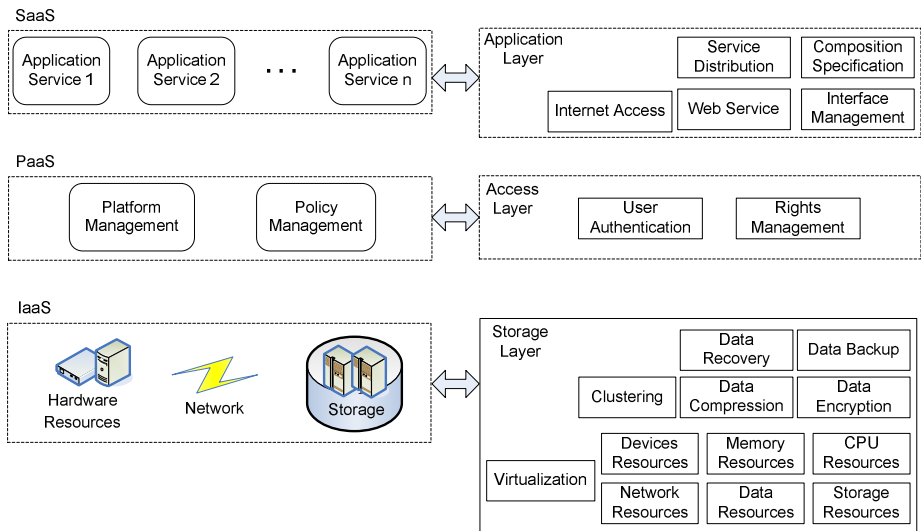 SaaS
Application
Service 1
Application
Service 2
...
Application
Service n
Application
Layer
Service
Distribution
Composition
Specification
Internet Access
Web Service
Interface
Management
PaaS
Platform
Management
Policy
Management
Access
Layer
User
Authentication
Rights
Management
IaaS
Hardware
Resources
Network
Storage
Storage
Layer
Data
Recovery
Data Backup
Clustering
Data
Compression
Data
Encryption
Virtualization
Devices
Resources
Memory
Resources
CPU
Resources
Network
Resources
Data
Resources
Storage
Resources